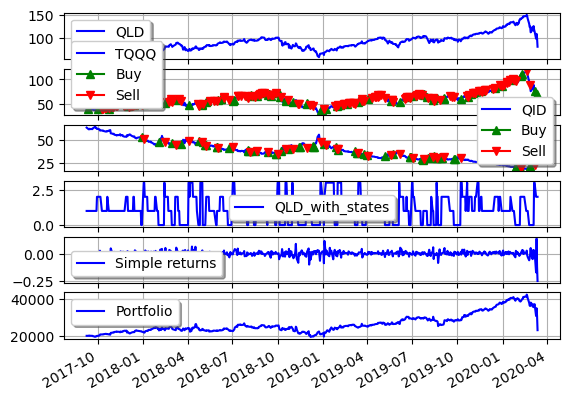 150
100
QLD
TQQQ
Buy
Sell
100
50
QID
Buy
Sell
50
25
2.5
0.0
QLD_with_states
0.00
−0.25
Simple returns
40000
20000
Portfolio
2017-10
2018-01
2018-04
2018-07
2018-10
2019-01
2019-04
2019-07
2019-10
2020-01
2020-04